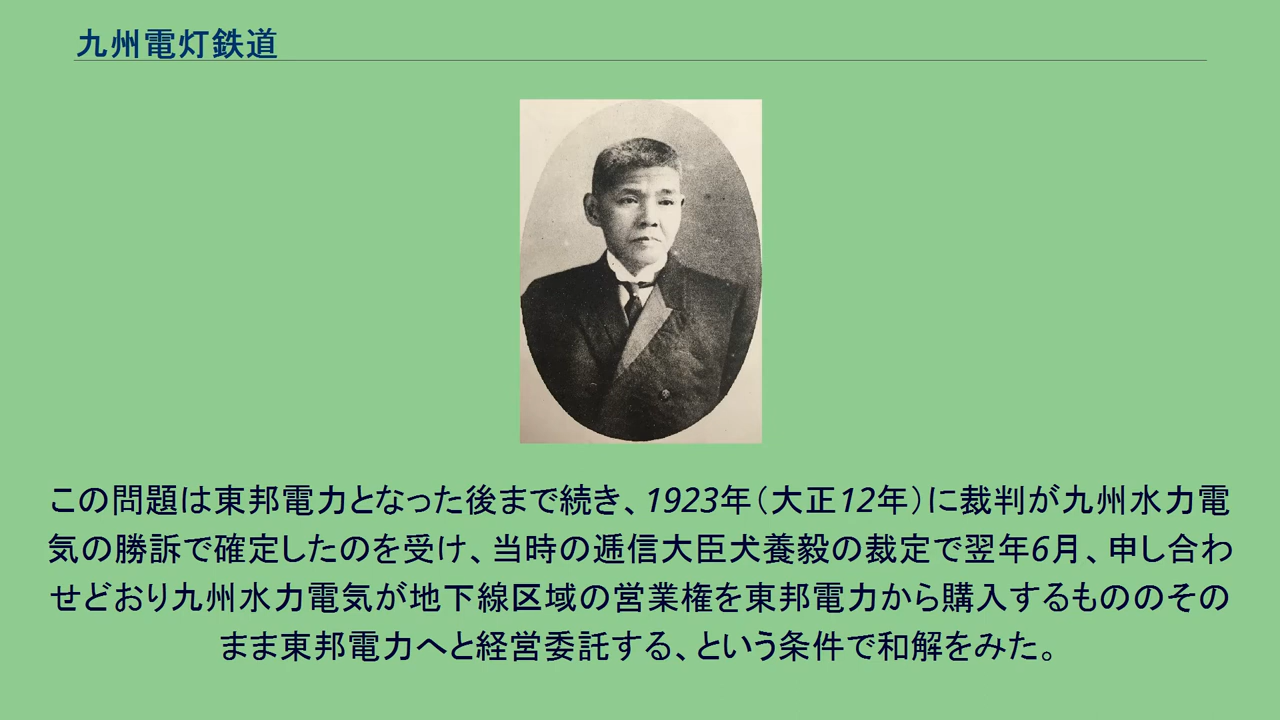 九州電灯鉄道
この問題は東邦電力となった後まで続き、1923年（大正12年）に裁判が九州水力電
気の勝訴で確定したのを受け、当時の逓信大臣犬養毅の裁定で翌年6月、申し合わ
せどおり九州水力電気が地下線区域の営業権を東邦電力から購入するもののその
まま東邦電力へと経営委託する、という条件で和解をみた。